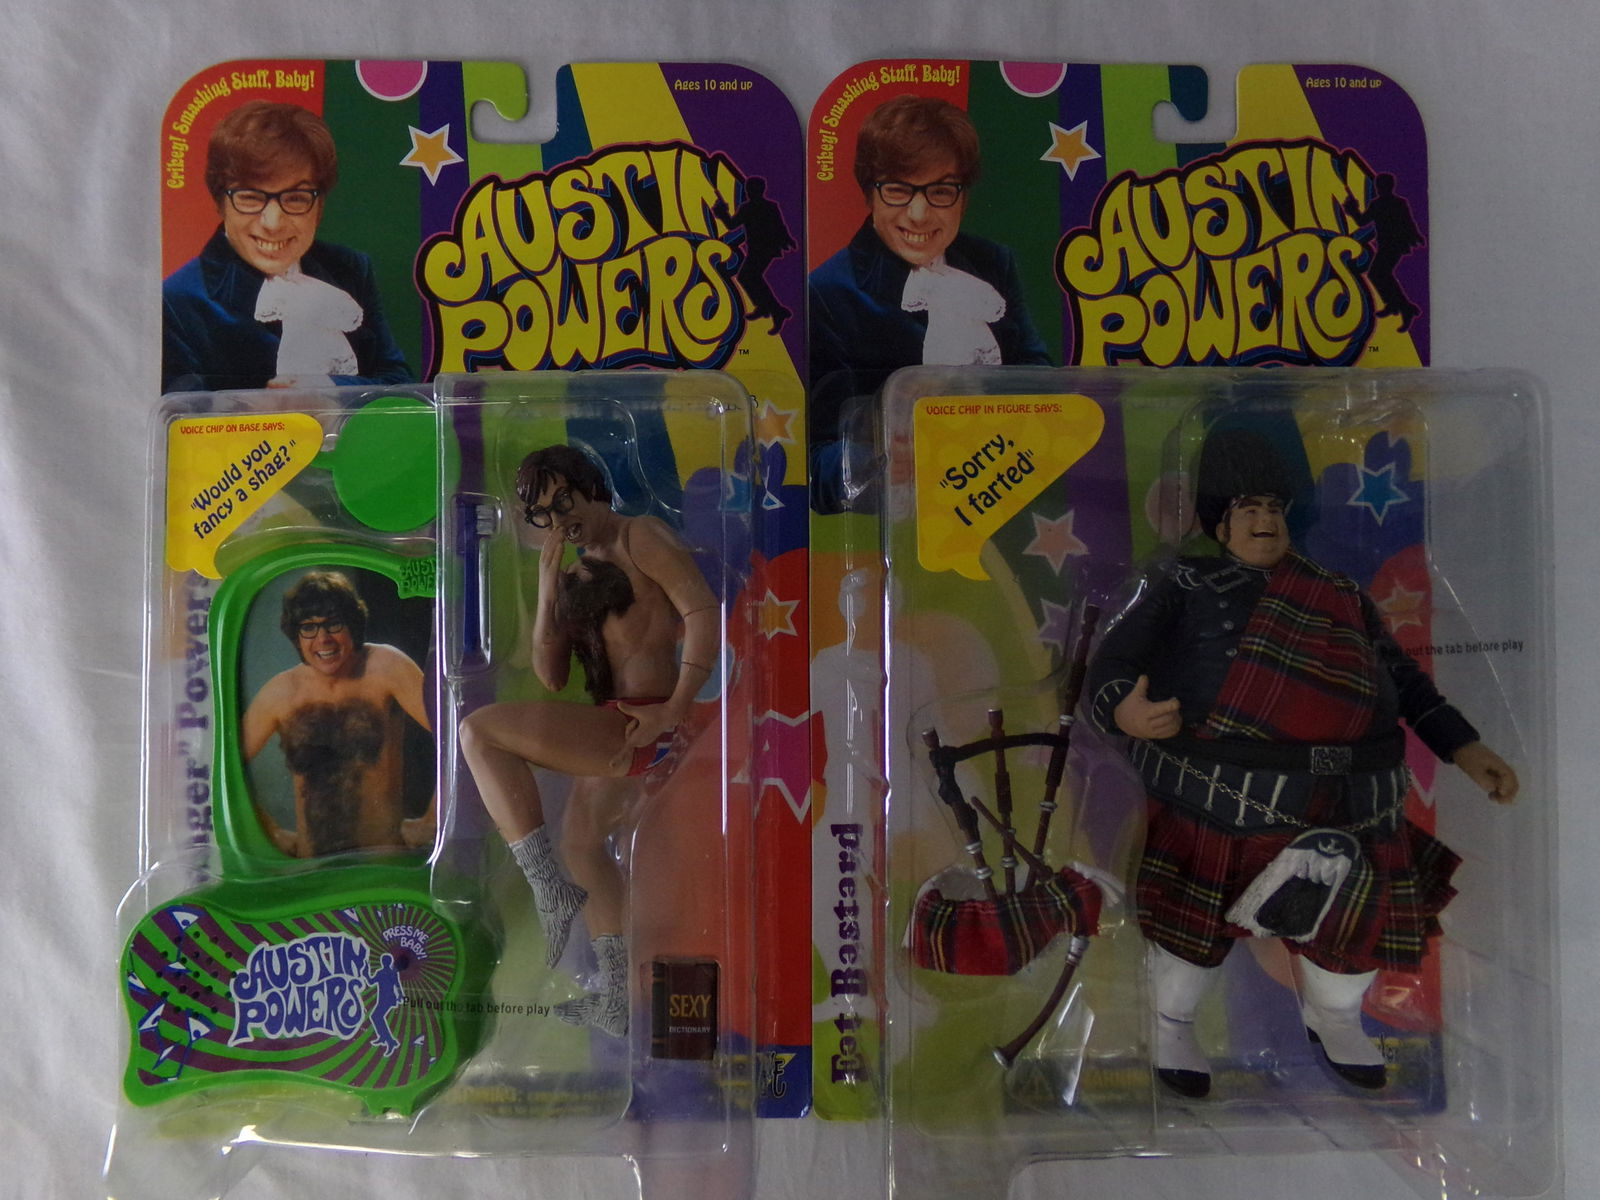 Crikey! Smashing Stuff, Baby!
Ages 10 and up
AUSTIN
POWERS
TM
VOICE CHIP ON BASE SAYS:
"Would you
fancy a shag?"
Powers
AUSTIN
POWERS
PRESS ME
BABY!
Pull out the tab before play
SEXY
DICTIONARY
Crikey! Smashing Stuff, Baby!
Ages 10 and up
AUSTIN
POWERS
TM
VOICE CHIP IN FIGURE SAYS:
"Sorry,
I farted"
Pull out the tab before play
Fat Bastard